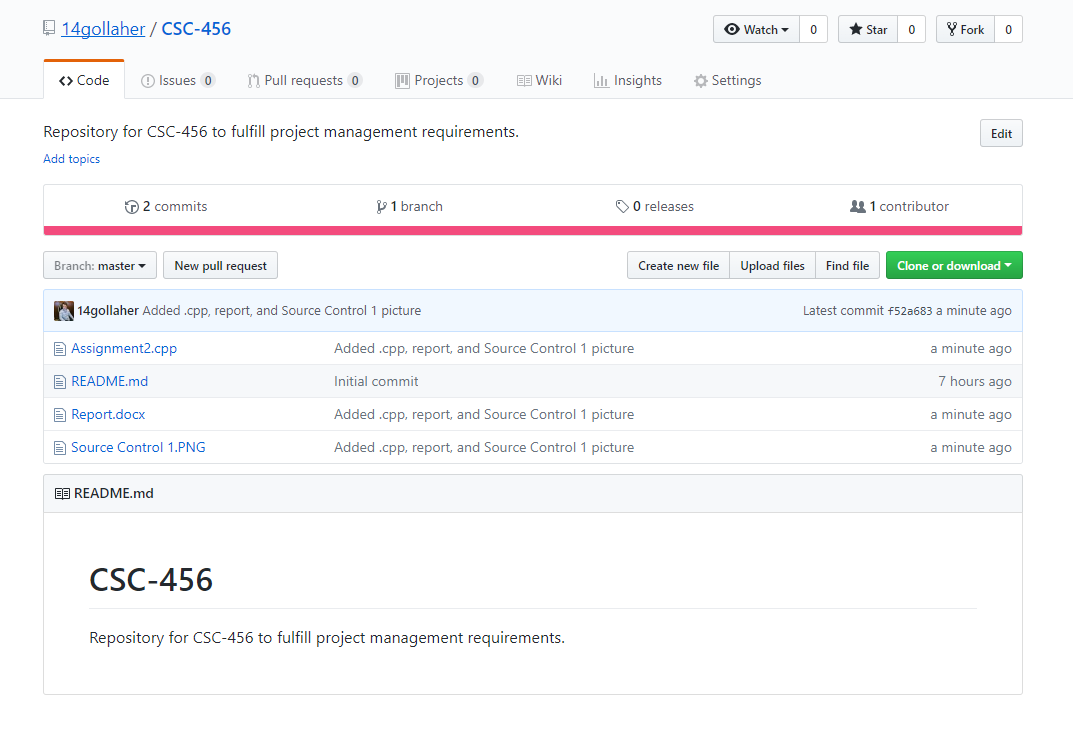 14gollaher / CSC-456
Watch 0 Star 0 Fork 0
Code Issues 0 Pull requests 0 Projects 0 Wiki Insights Settings
Repository for CSC-456 to fulfill project management requirements. Edit
Add topics
2 commits 1 branch 0 releases 1 contributor
Branch: master New pull request Create new file Upload files Find file Clone or download
14gollaher Added .cpp, report, and Source Control 1 picture Latest commit f52a683 a minute ago
Assignment2.cpp Added .cpp, report, and Source Control 1 picture a minute ago
README.md Initial commit 7 hours ago
Report.docx Added .cpp, report, and Source Control 1 picture a minute ago
Source Control 1.PNG Added .cpp, report, and Source Control 1 picture a minute ago
README.md
CSC-456
Repository for CSC-456 to fulfill project management requirements.